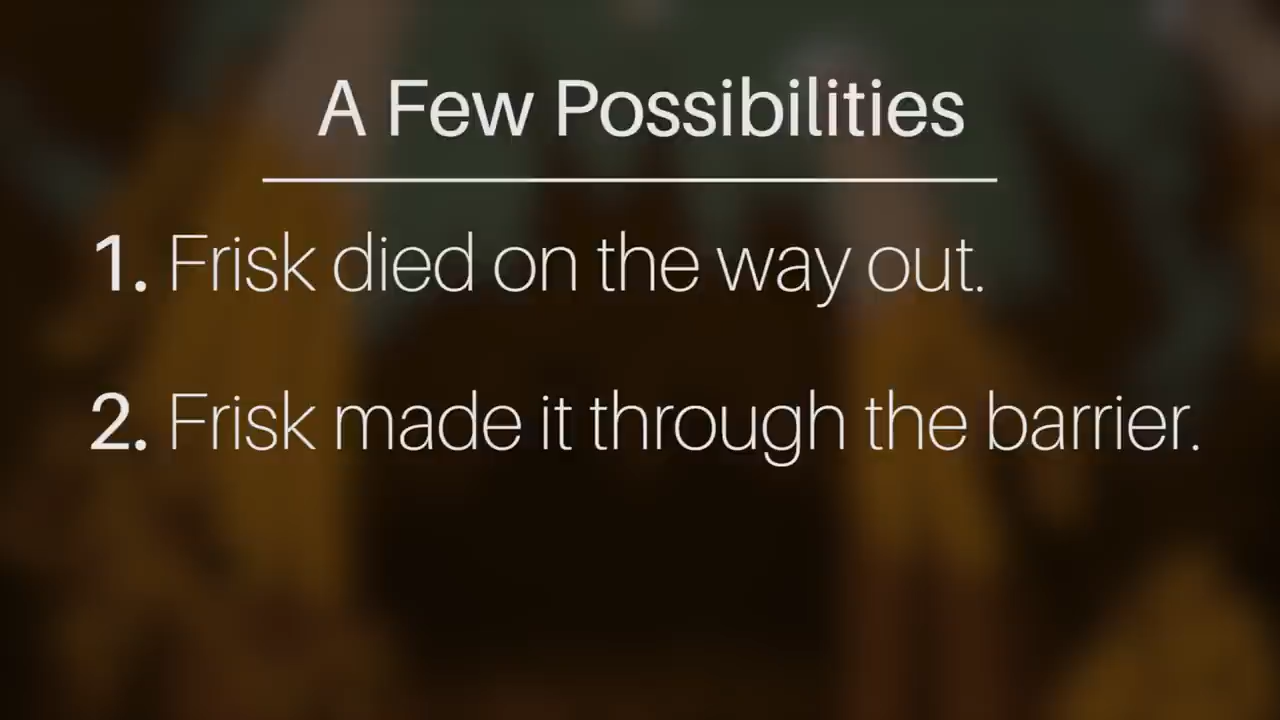 A Few Possibilities
1. Frisk died on the way out.
2. Frisk made it through the barrier.